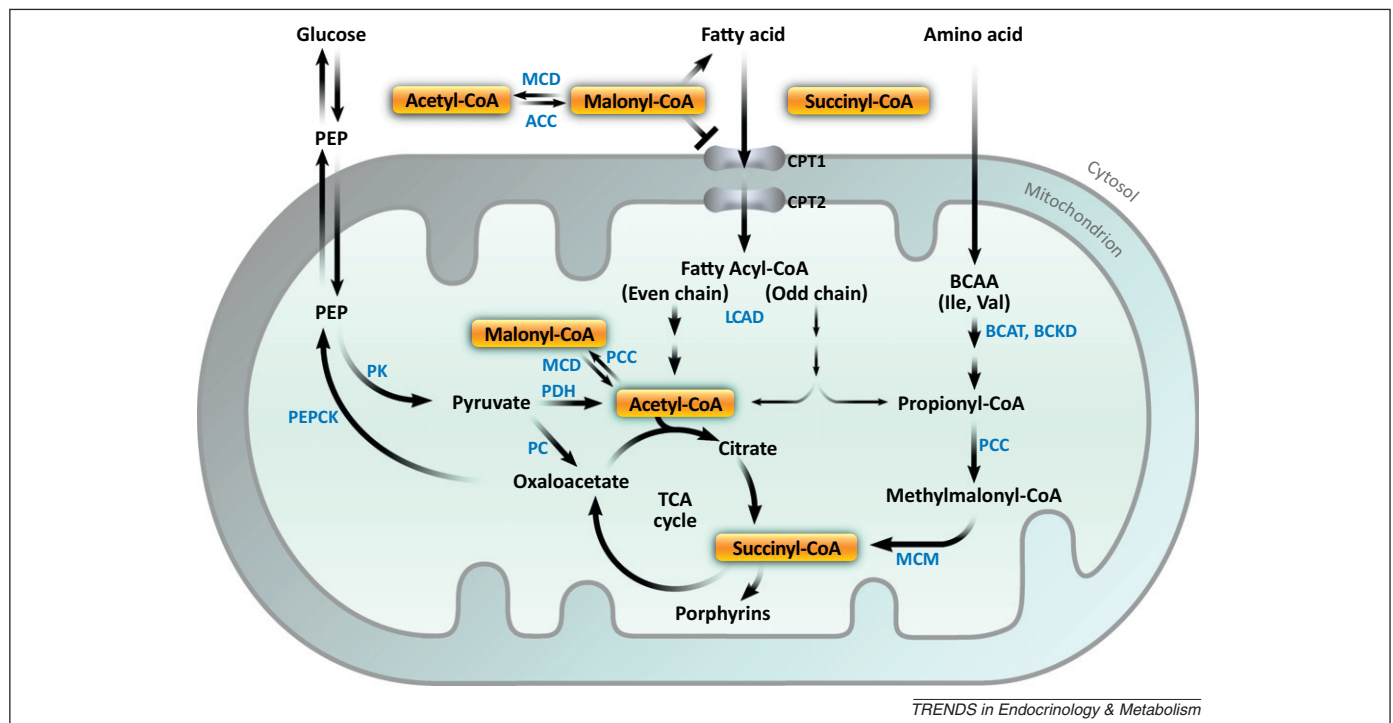 Glucose
Fatty acid
Amino acid
MCD
Acetyl-CoA
Malonyl-CoA
Succinyl-CoA
ACC
PEP
CPT1
Cytosol
Mitochondrion
CPT2
Fatty Acyl-CoA
(Even chain)
(Odd chain)
LCAD
BCAA
(Ile, Val)
BCAT, BCKD
PEP
Malonyl-CoA
MCD
PCC
PK
PDH
Pyruvate
Acetyl-CoA
Propionyl-CoA
PEPCK
PC
Citrate
PCC
Oxaloacetate
Methylmalonyl-CoA
TCA
cycle
Succinyl-CoA
MCM
Porphyrins
TRENDS in Endocrinology & Metabolism